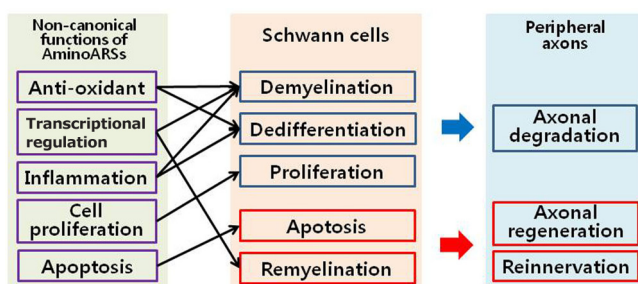 Non-canonical
functions of
AminoARSs
Anti-oxidant
Transcriptional
regulation
Inflammation
Cell
proliferation
Apoptosis
Schwann cells
Demyelination
Dedifferentiation
Proliferation
Apotosis
Remyelination
Peripheral
axons
Axonal
degradation
Axonal
regeneration
Reinnervation